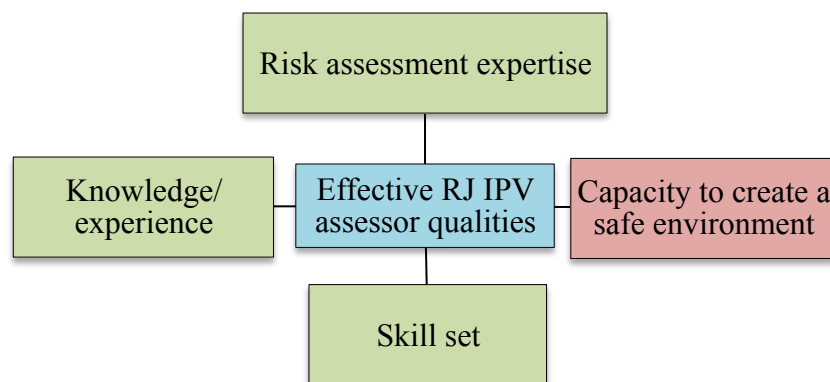 Risk assessment expertise
Knowledge/
experience
Effective RJ IPV
assessor qualities
Capacity to create a
safe environment
Skill set